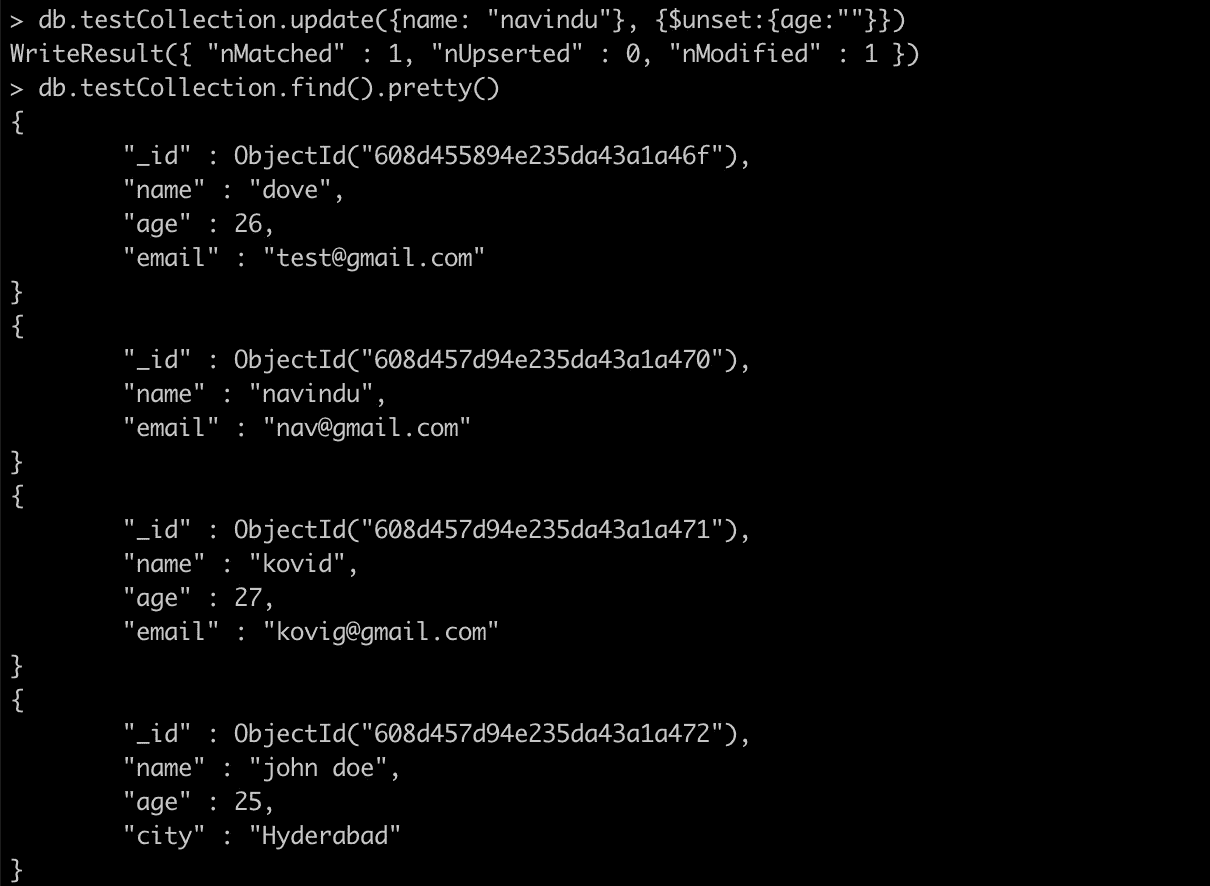 > db.testCollection.update({name: "navindu"}, {$unset:{age:""}})
WriteResult({ "nMatched" : 1, "nUpserted" : 0, "nModified" : 1 })
> db.testCollection.find().pretty()
{
        "_id" : ObjectId("608d455894e235da43a1a46f"),
        "name" : "dove",
        "age" : 26,
        "email" : "test@gmail.com"
}
{
        "_id" : ObjectId("608d457d94e235da43a1a470"),
        "name" : "navindu",
        "email" : "nav@gmail.com"
}
{
        "_id" : ObjectId("608d457d94e235da43a1a471"),
        "name" : "kovid",
        "age" : 27,
        "email" : "kovig@gmail.com"
}
{
        "_id" : ObjectId("608d457d94e235da43a1a472"),
        "name" : "john doe",
        "age" : 25,
        "city" : "Hyderabad"
}